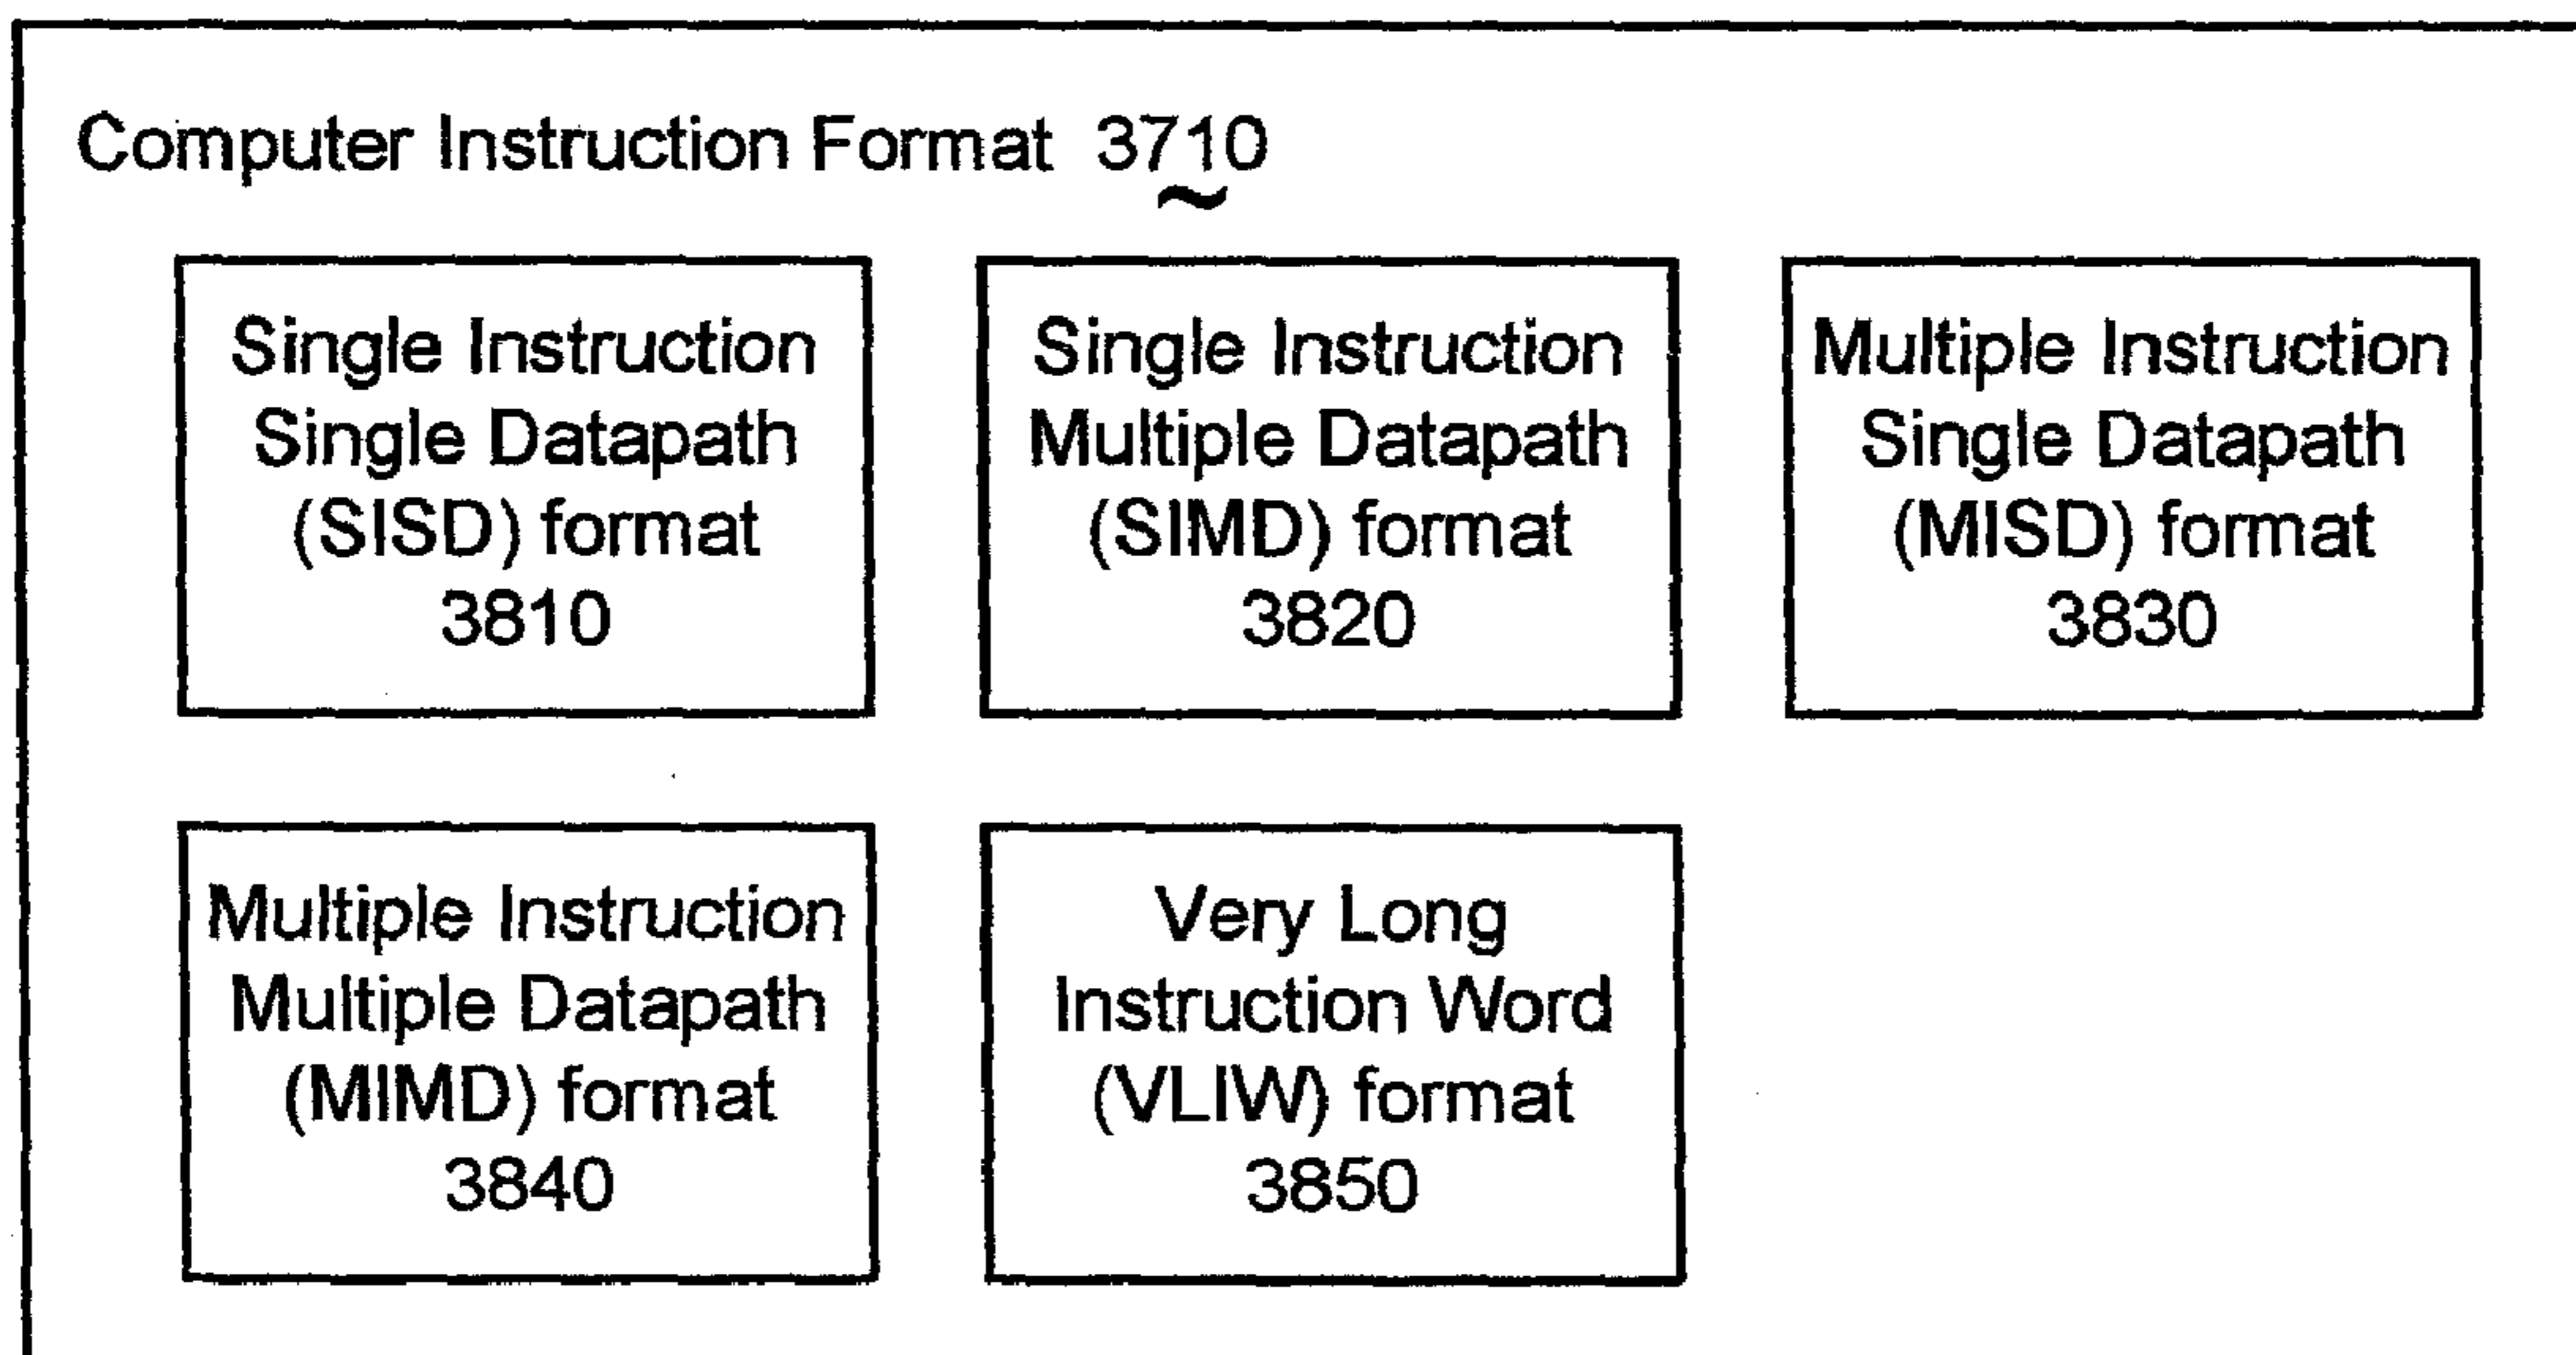 Computer Instruction Format 3710
Single Instruction
Single Datapath
(SISD) format
3810
Single Instruction
Multiple Datapath
(SIMD) format
3820
Multiple Instruction
Single Datapath
(MISD) format
3830
Multiple Instruction
Multiple Datapath
(MIMD) format
3840
Very Long
Instruction Word
(VLIW) format
3850